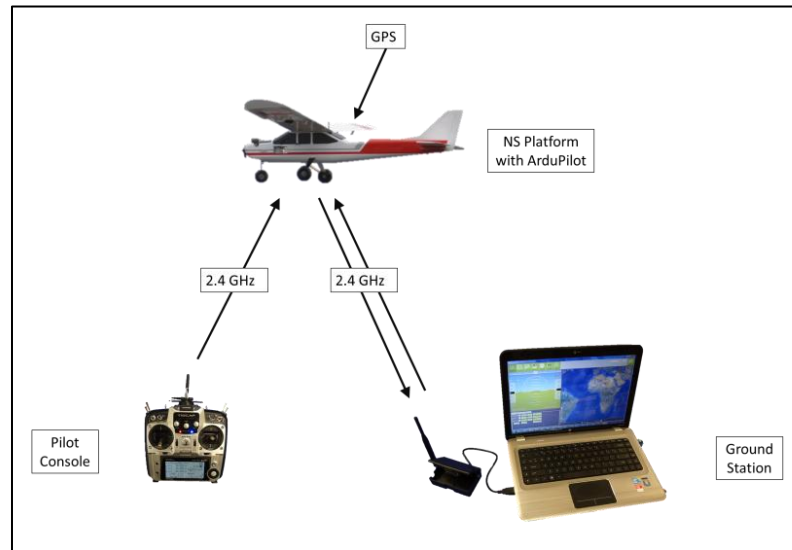 GPS
NS Platform
with ArduPilot
2.4 GHz
2.4 GHz
Pilot
Console
Ground
Station